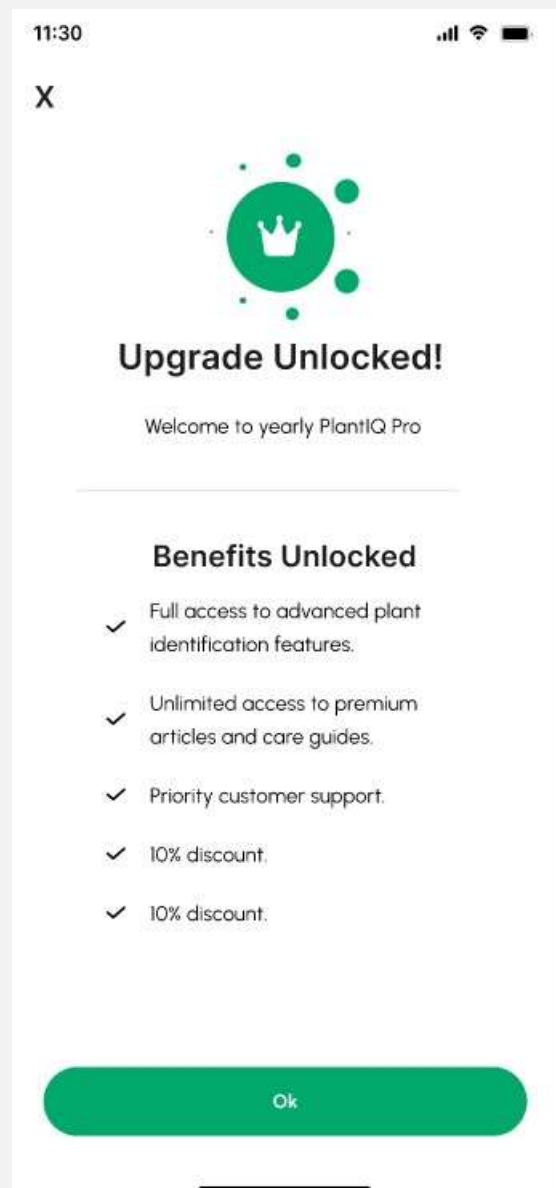 11:30
X
Upgrade Unlocked!
Welcome to yearly PlantIQ Pro
Benefits Unlocked
Full access to advanced plant
identification features.
Unlimited access to premium
articles and care guides.
Priority customer support.
10% discount.
10% discount.
Ok